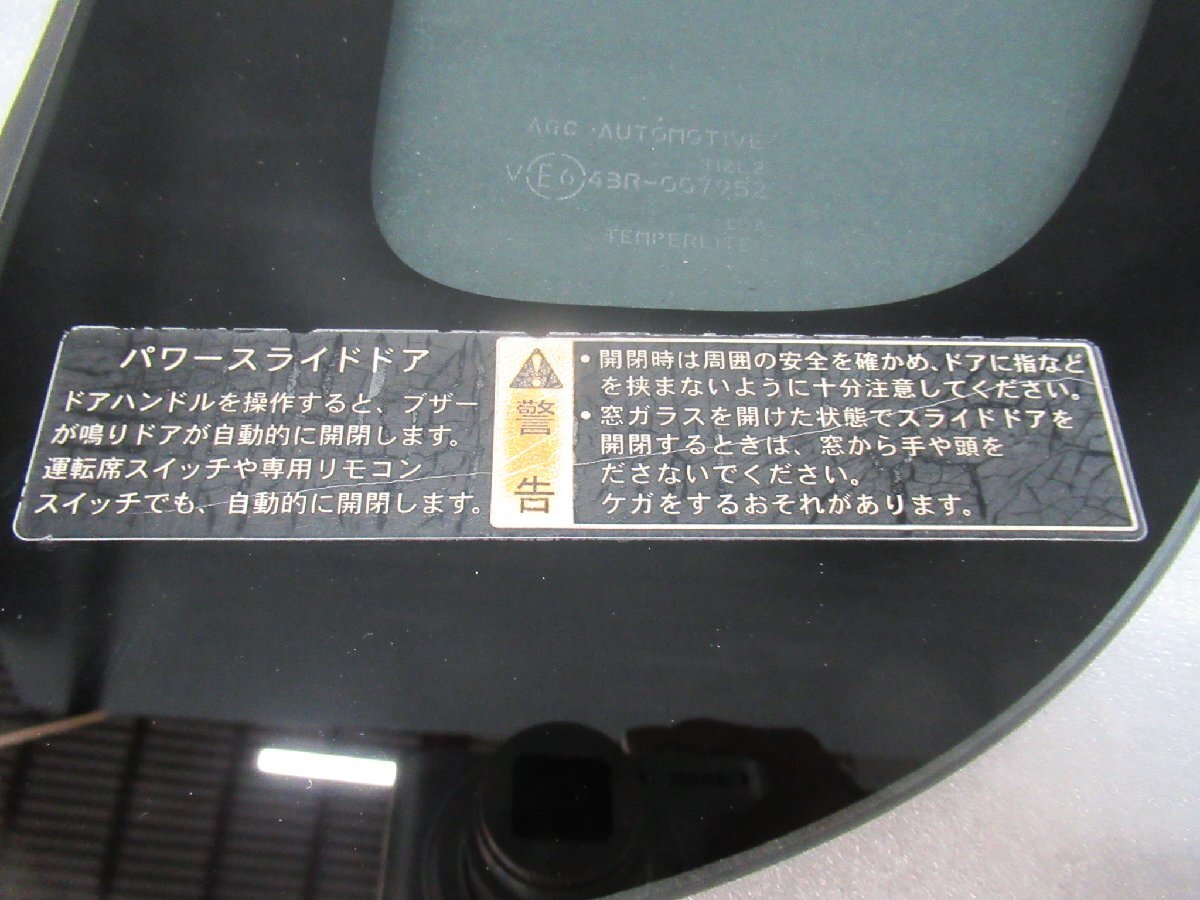 AGC AUTOMOTIVE
43R-007952
TEMPERLITE
パワースライドドア
ドアハンドルを操作すると、ブザー
が鳴りドアが自動的に開閉します。
運転席スイッチや専用リモコン
スイッチでも、自動的に開閉します。
警告
・開閉時は周囲の安全を確かめ、ドアに指など
を挟まないように十分注意してください。
・窓ガラスを開けた状態でスライドドアを
開閉するときは、窓から手や頭を
ださないでください。
ケガをするおそれがあります。